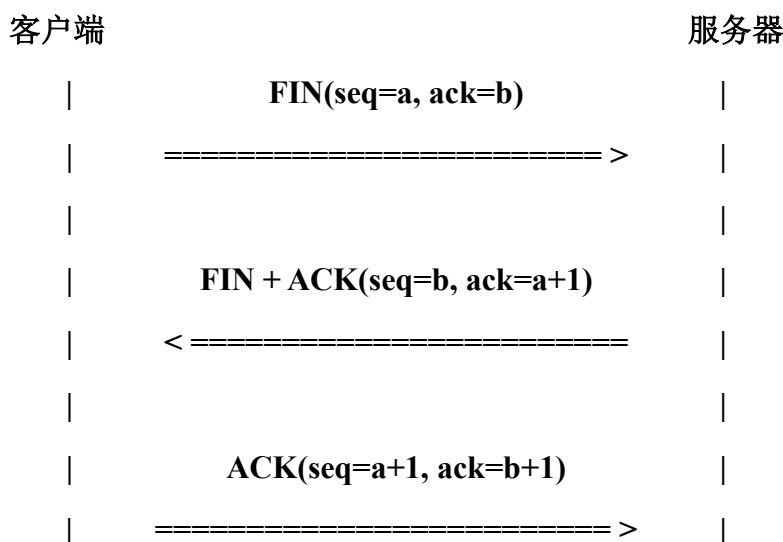 客户端 服务器
| FIN(seq=a, ack=b) |
| ======================== > |
| |
| FIN + ACK(seq=b, ack=a+1) |
| < ======================== |
| |
| ACK(seq=a+1, ack=b+1) |
| ========================= > |